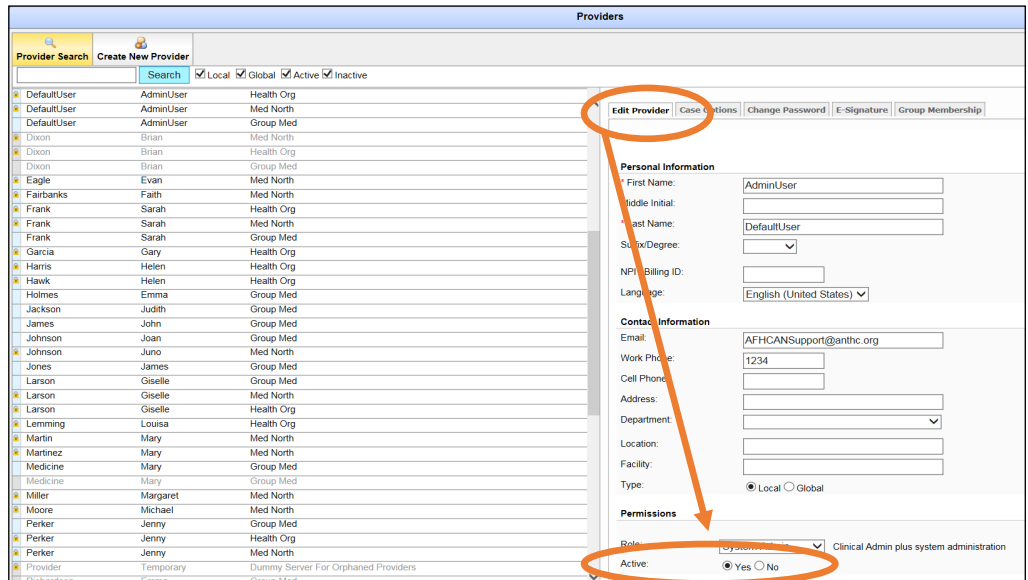 Providers
Provider Search Create New Provider
Search Local Global Active Inactive
DefaultUser AdminUser Health Org
DefaultUser AdminUser Med North
DefaultUser AdminUser Group Med
Dixon Brian Med North
Dixon Brian Health Org
Dixon Brian Group Med
Eagle Evan Med North
Fairbanks Faith Med North
Frank Sarah Health Org
Frank Sarah Med North
Frank Sarah Group Med
Garcia Gary Health Org
Harris Helen Health Org
Hawk Helen Health Org
Holmes Emma Group Med
Jackson Judith Group Med
James John Group Med
Johnson Joan Group Med
Johnson Juno Med North
Jones James Group Med
Larson Giselle Group Med
Larson Giselle Med North
Larson Giselle Health Org
Lemming Louisa Health Org
Martin Mary Med North
Martinez Mary Med North
Medicine Mary Group Med
Medicine Mary Group Med
Miller Margaret Med North
Moore Michael Med North
Perker Jenny Group Med
Perker Jenny Health Org
Perker Jenny Med North
Provider Temporary Dummy Server For Orphaned Providers
Edit Provider Case Options Change Password E-Signature Group Membership
Personal Information
* First Name: AdminUser
Middle Initial:
* Last Name: DefaultUser
Suffix/Degree:
NPI / Billing ID:
Language: English (United States)
Contact Information
Email: AFHCANSupport@anthc.org
Work Phone: 1234
Cell Phone:
Address:
Department:
Location:
Facility:
Type: Local Global
Permissions
Role: System Admin Clinical Admin plus system administration
Active: Yes No